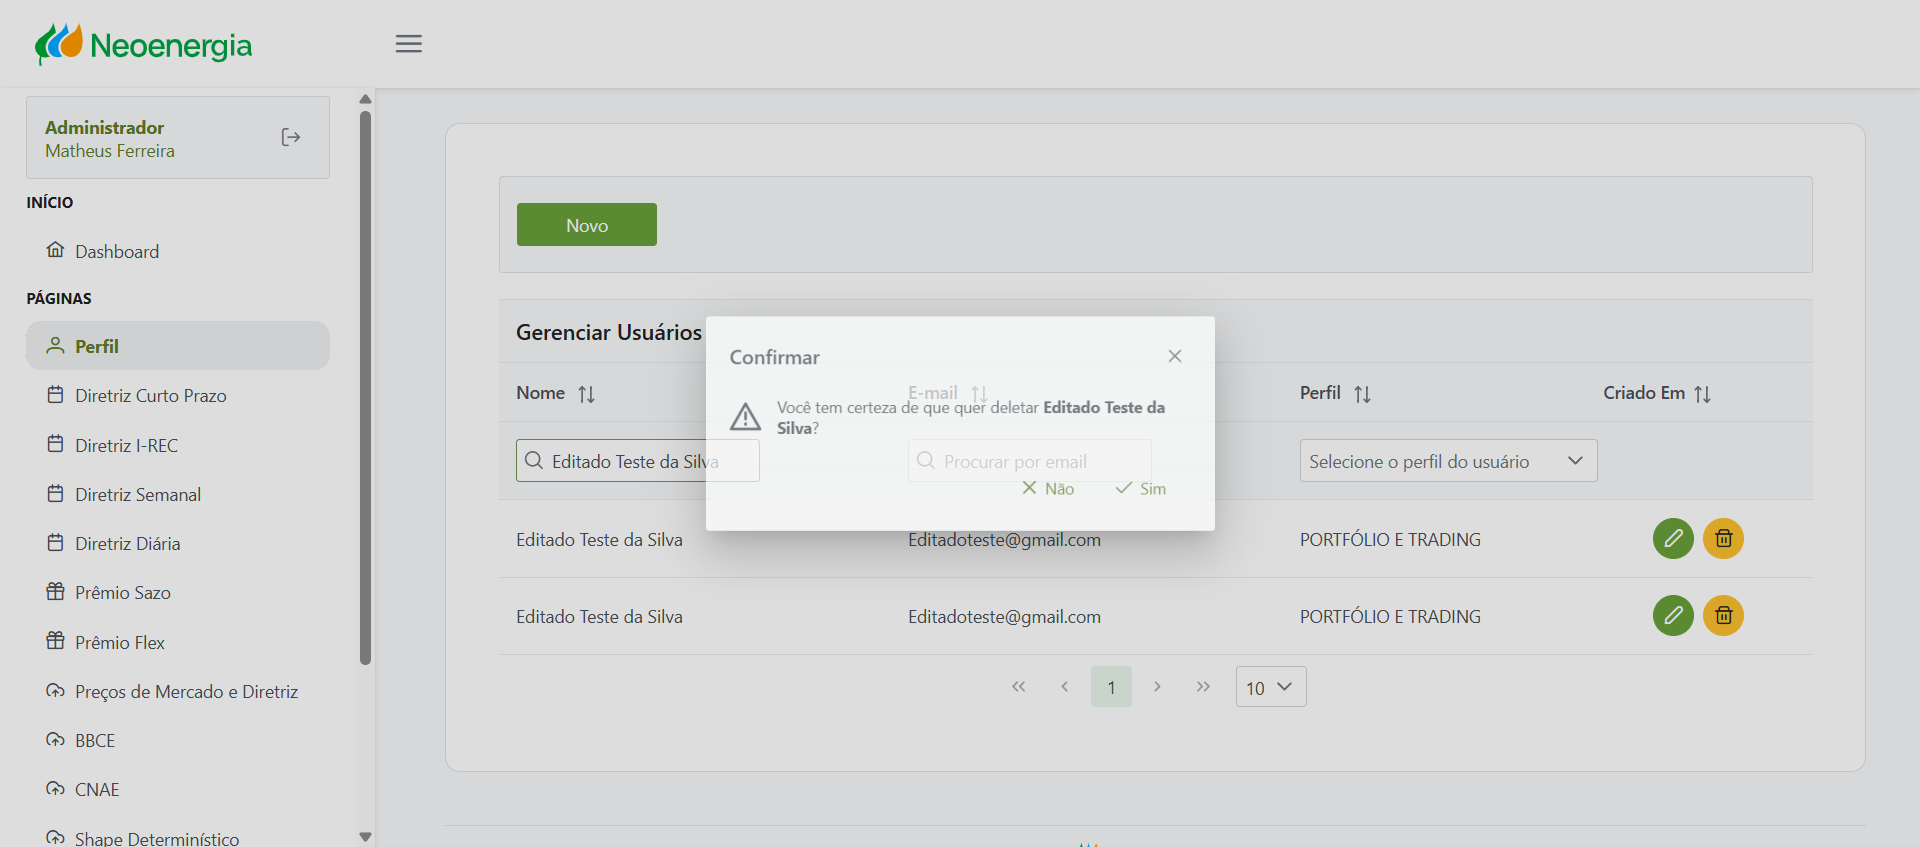 Neoenergia
Administrador
Matheus Ferreira
INÍCIO
Dashboard
PÁGINAS
Perfil
Diretriz Curto Prazo
Diretriz I-REC
Diretriz Semanal
Diretriz Diária
Prêmio Sazo
Prêmio Flex
Preços de Mercado e Diretriz
BBCE
CNAE
Shape Determinístico
Novo
Gerenciar Usuários
Nome
E-mail
Perfil
Criado Em
Editado Teste da Silva
Procurar por email
Selecione o perfil do usuário
Confirmar
Você tem certeza de que quer deletar Editado Teste da
Silva?
Não
Sim
Editado Teste da Silva Editadoteste@gmail.com PORTFÓLIO E TRADING
Editado Teste da Silva Editadoteste@gmail.com PORTFÓLIO E TRADING
1
10